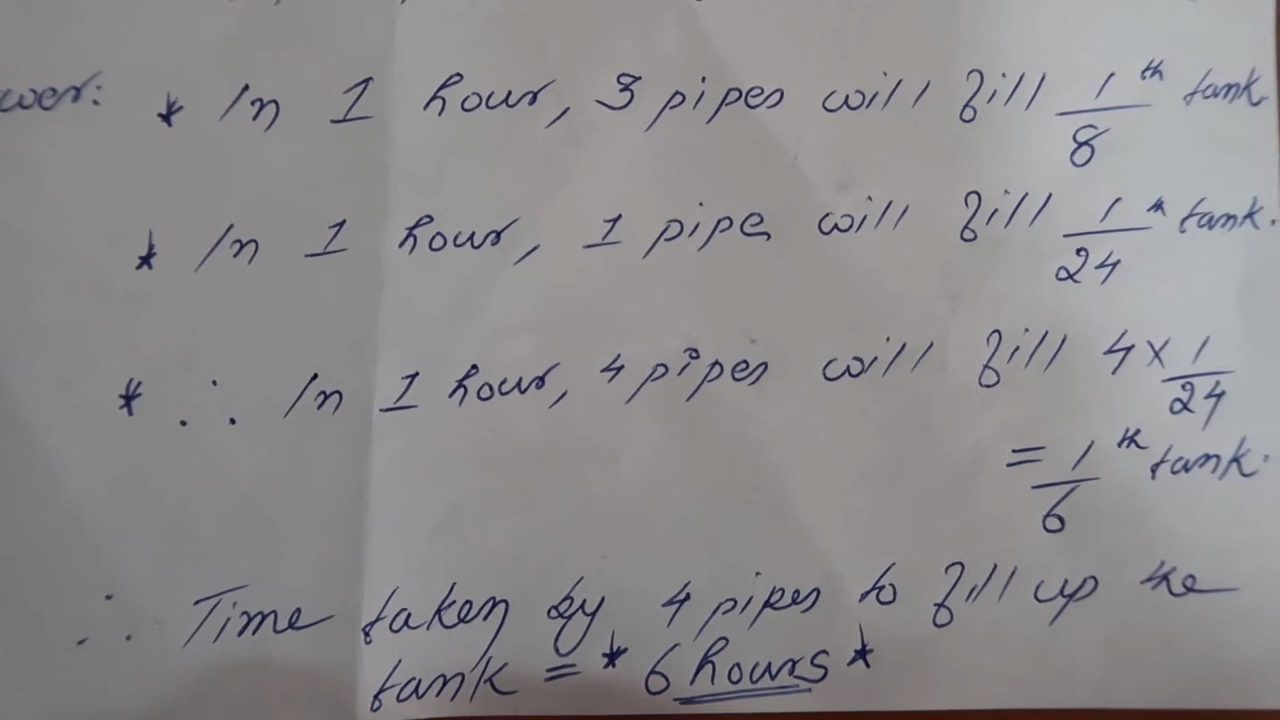 wer: * In 1 hour, 3 pipes will fill 1/8 th tank.
* In 1 hour, 1 pipe will fill 1/24 th tank.
* ∴ In 1 hour, 4 pipes will fill 4 x 1/24
= 1/6 th tank.
∴ Time taken by 4 pipes to fill up the
tank = * 6 hours *